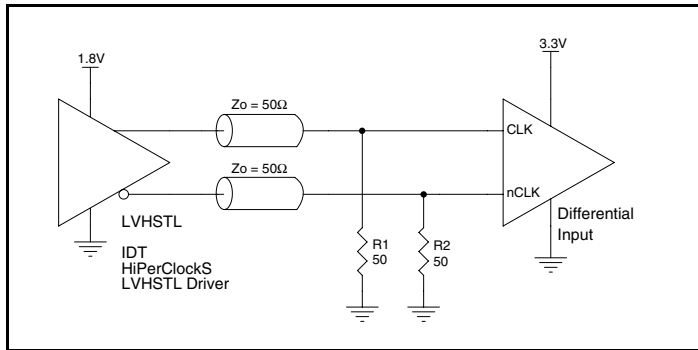 1.8V
3.3V
Zo = 50Ω
CLK
Zo = 50Ω
nCLK
LVHSTL
IDT
HiPerClockS
LVHSTL Driver
R1
50
R2
50
Differential
Input